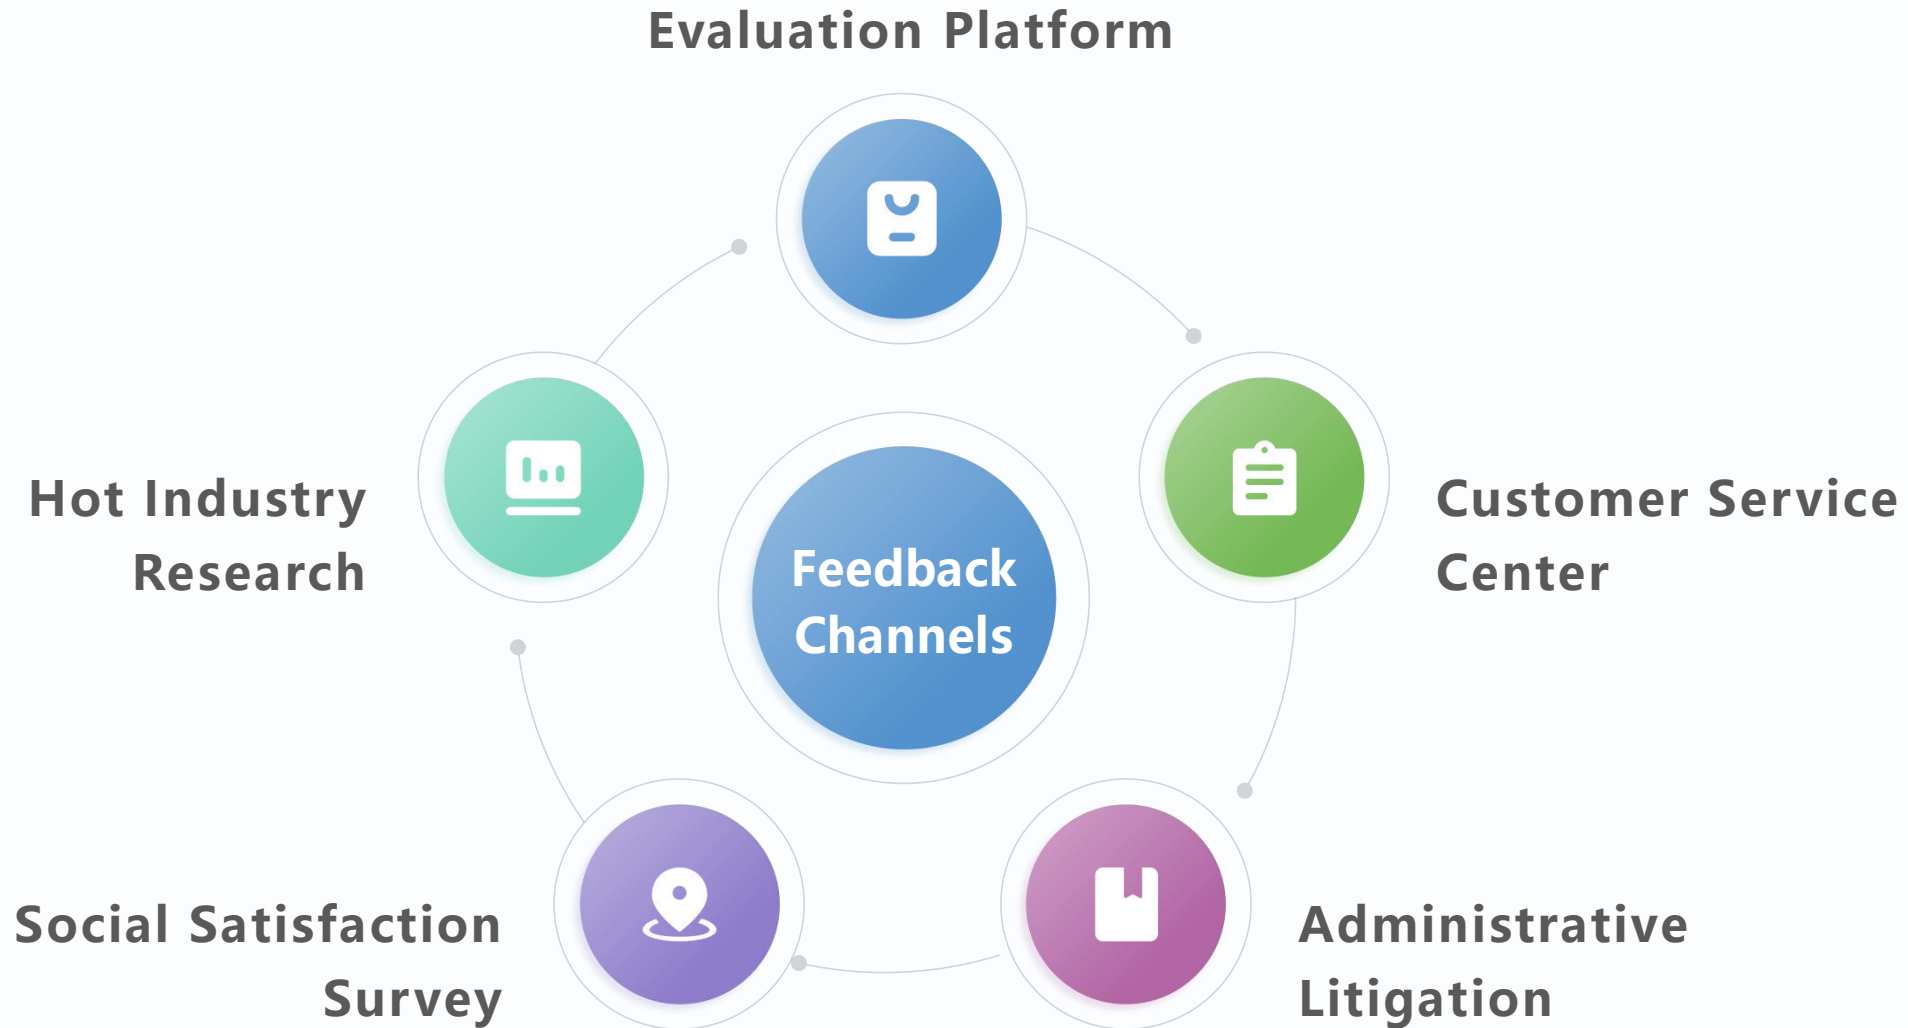 Evaluation Platform
Hot Industry
Research
Feedback
Channels
Customer Service
Center
Social Satisfaction
Survey
Administrative
Litigation